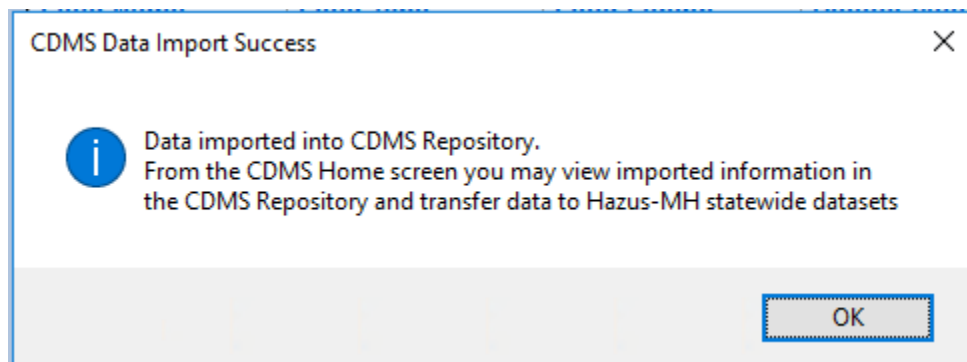 CDMS Data Import Success
Data imported into CDMS Repository.
From the CDMS Home screen you may view imported information in
the CDMS Repository and transfer data to Hazus-MH statewide datasets
OK